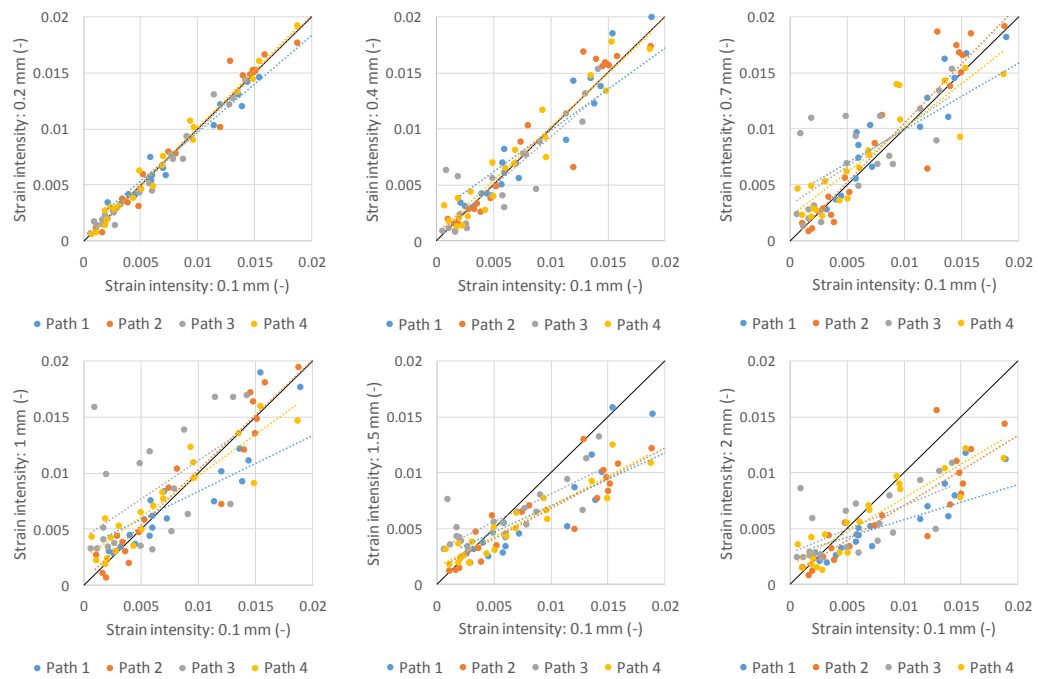 Strain intensity: 0.2 mm (-)
0.02
0.015
0.01
0.005
0
0 0.005 0.01 0.015 0.02
Strain intensity: 0.1 mm (-)
Path 1 Path 2 Path 3 Path 4
Strain intensity: 0.4 mm (-)
0.02
0.015
0.01
0.005
0
0 0.005 0.01 0.015 0.02
Strain intensity: 0.1 mm (-)
Path 1 Path 2 Path 3 Path 4
Strain intensity: 0.7 mm (-)
0.02
0.015
0.01
0.005
0
0 0.005 0.01 0.015 0.02
Strain intensity: 0.1 mm (-)
Path 1 Path 2 Path 3 Path 4
Strain intensity: 1 mm (-)
0.02
0.015
0.01
0.005
0
0 0.005 0.01 0.015 0.02
Strain intensity: 0.1 mm (-)
Path 1 Path 2 Path 3 Path 4
Strain intensity: 1.5 mm (-)
0.02
0.015
0.01
0.005
0
0 0.005 0.01 0.015 0.02
Strain intensity: 0.1 mm (-)
Path 1 Path 2 Path 3 Path 4
Strain intensity: 2 mm (-)
0.02
0.015
0.01
0.005
0
0 0.005 0.01 0.015 0.02
Strain intensity: 0.1 mm (-)
Path 1 Path 2 Path 3 Path 4